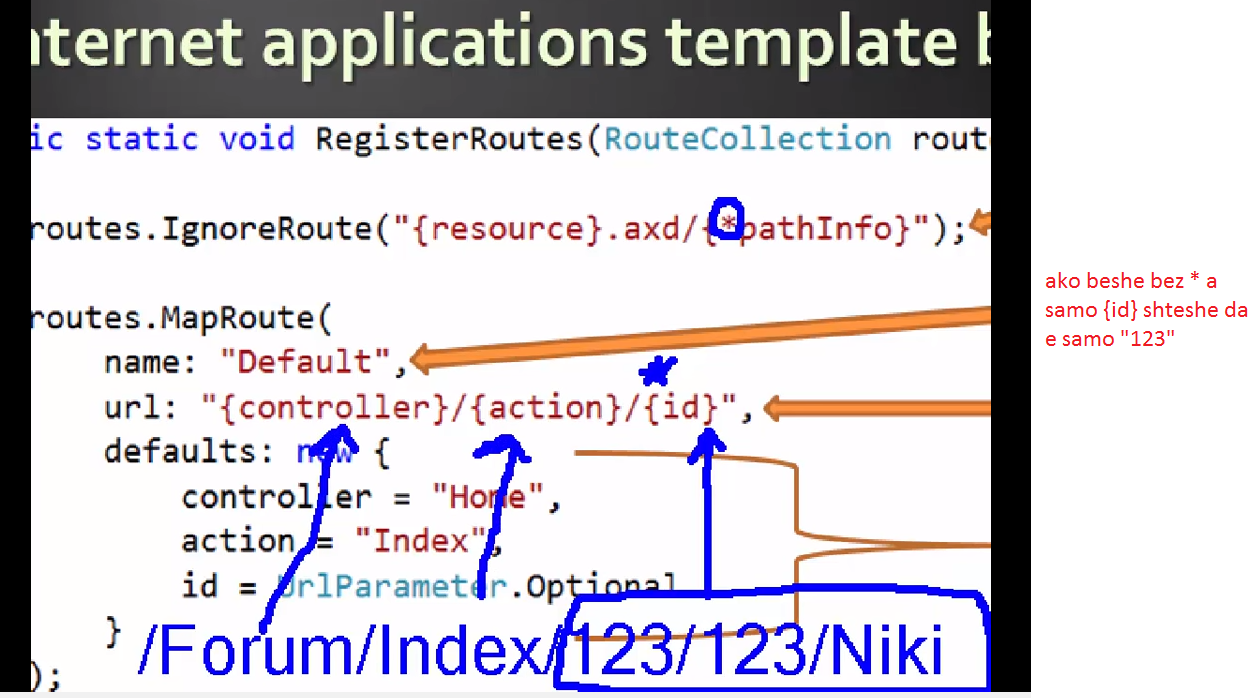 nternet applications template b
ic static void RegisterRoutes(RouteCollection rout
routes.IgnoreRoute("{resource}.axd/{*pathInfo}");
routes.MapRoute(
name: "Default",
*
url: "{controller}/{action}/{id}",
defaults: new {
controller = "Home",
action = "Index",
id = UrlParameter.Optional
}
/Forum/Index/123/123/Niki
);
ako beshe bez * a
samo {id} shteshe da
e samo "123"